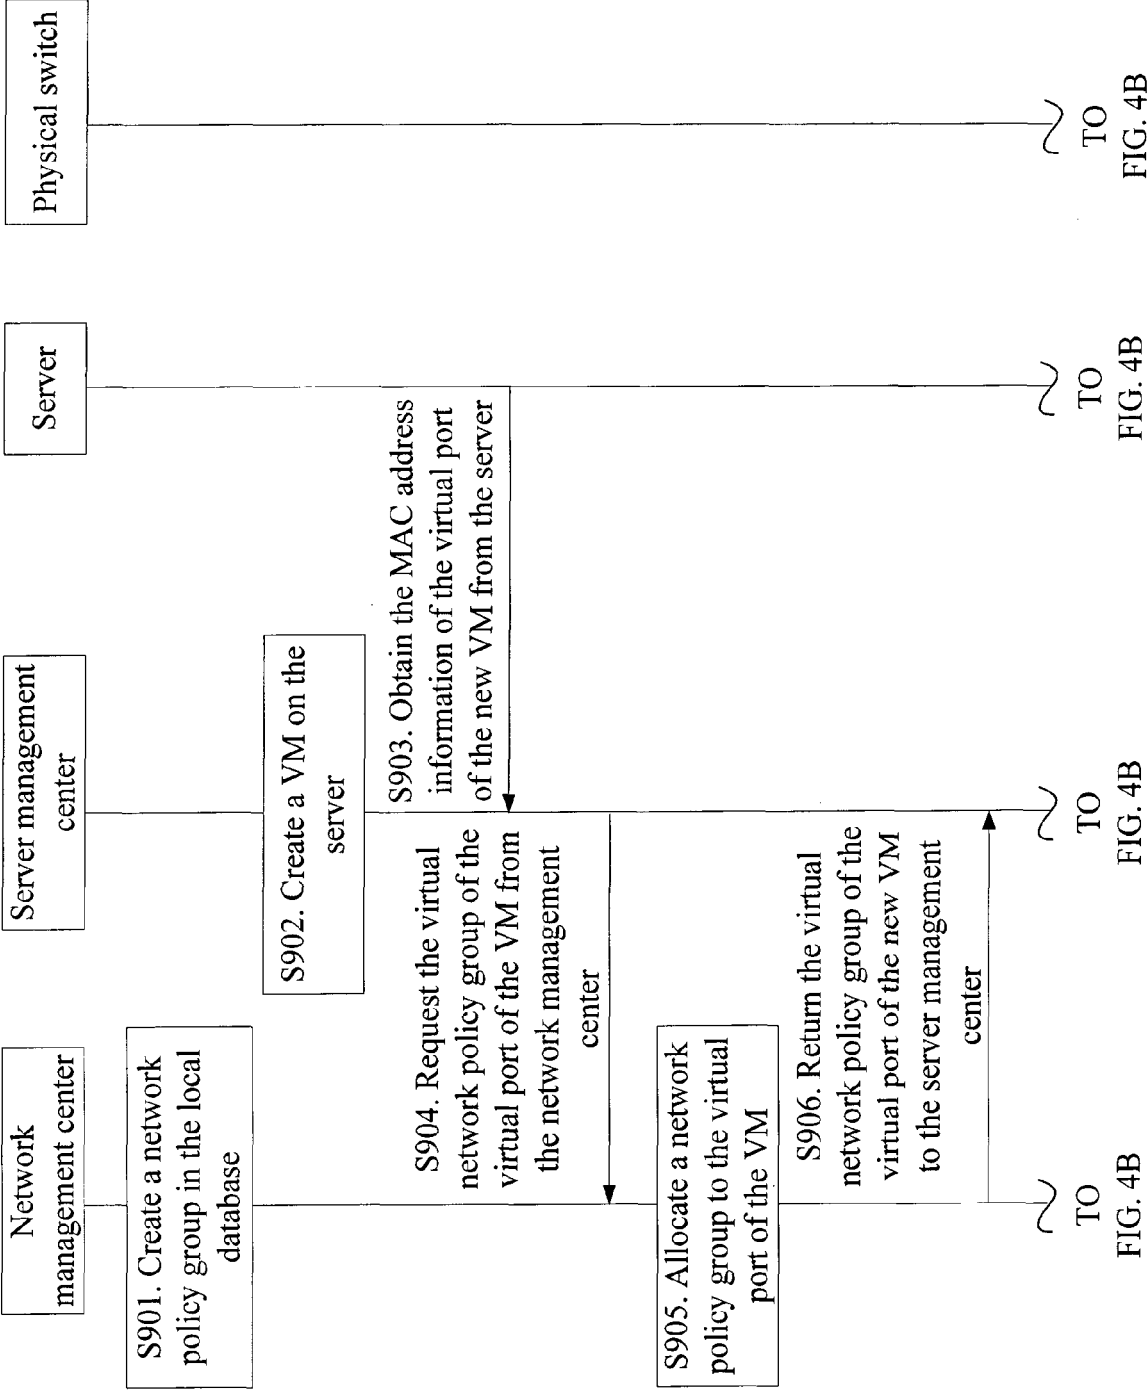 Network
management center
Server management
center
Server
Physical switch
S901. Create a network
policy group in the local
database
S902. Create a VM on the
server
S903. Obtain the MAC address
information of the virtual port
of the new VM from the server
S904. Request the virtual
network policy group of the
virtual port of the VM from
the network management
center
S905. Allocate a network
policy group to the virtual
port of the VM
S906. Return the virtual
network policy group of the
virtual port of the new VM
to the server management
center
TO
FIG. 4B
TO
FIG. 4B
TO
FIG. 4B
TO
FIG. 4B